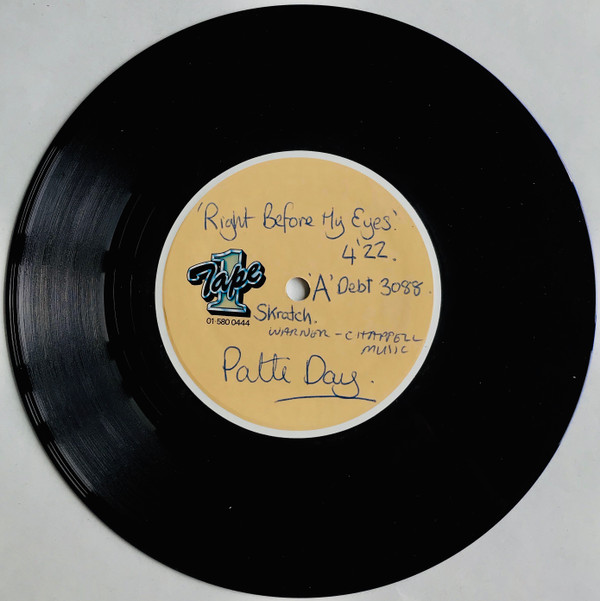 'Right Before My Eyes'.
4'22.
Tape 1
'A' Debt 3088.
01-580 0444
Skratch.
WARNER - CHAPPELL
MUSIC
Patti Day.